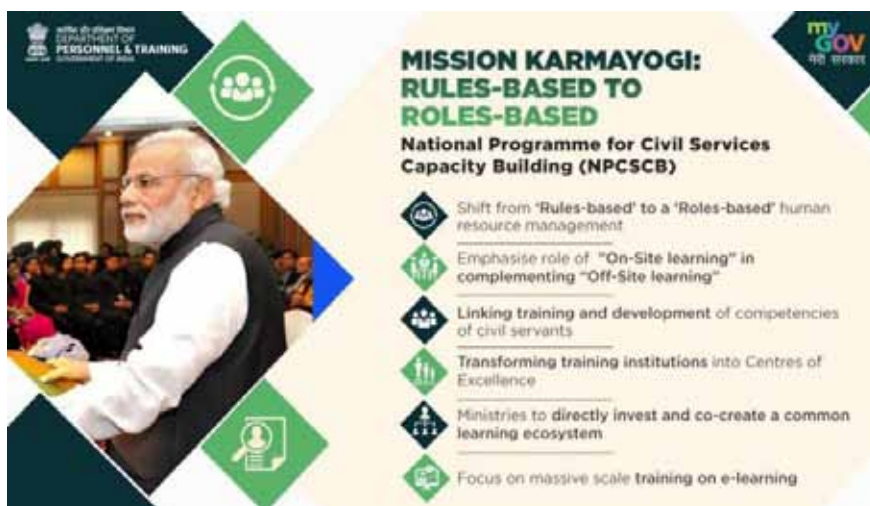 कार्मिक और प्रशिक्षण विभाग
DEPARTMENT OF
PERSONNEL & TRAINING
GOVERNMENT OF INDIA
my
GOV
मेरी सरकार
MISSION KARMAYOGI:
RULES-BASED TO
ROLES-BASED
National Programme for Civil Services
Capacity Building (NPCSCB)
Shift from ‘Rules-based’ to a ‘Roles-based’ human
resource management
Emphasise role of "On-Site learning" in
complementing “Off-Site learning”
Linking training and development of competencies
of civil servants
Transforming training institutions into Centres of
Excellence
Ministries to directly invest and co-create a common
learning ecosystem
Focus on massive scale training on e-learning